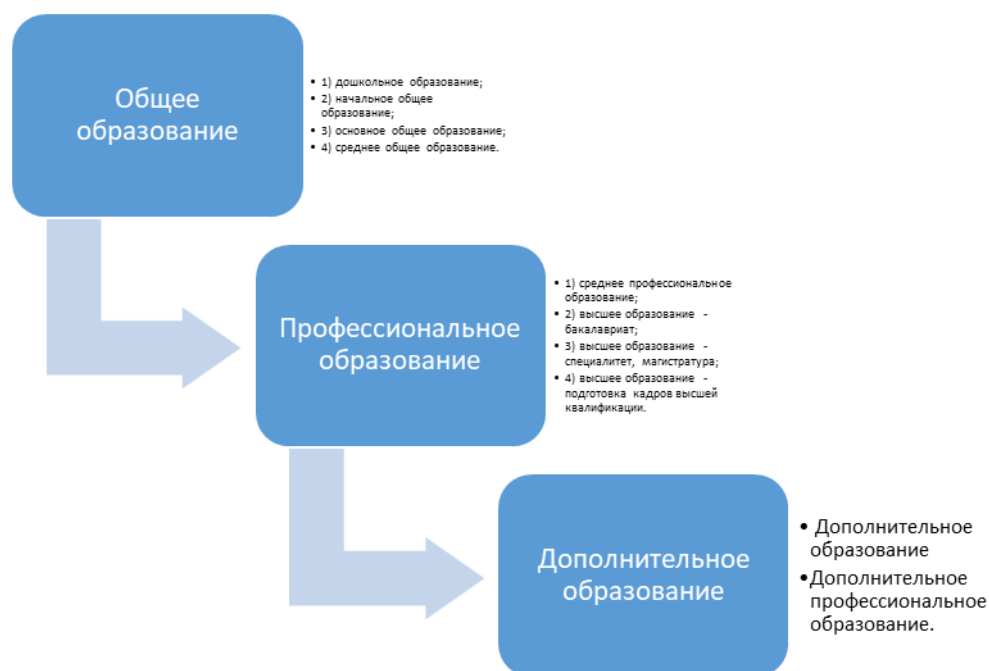 Общее
образование
• 1) дошкольное образование;
• 2) начальное общее
образование;
• 3) основное общее образование;
• 4) среднее общее образование.
Профессиональное
образование
• 1) среднее профессиональное
образование;
• 2) высшее образование -
бакалавриат;
• 3) высшее образование -
специалитет, магистратура;
• 4) высшее образование -
подготовка кадров высшей
квалификации.
Дополнительное
образование
• Дополнительное
образование
•Дополнительное
профессиональное
образование.